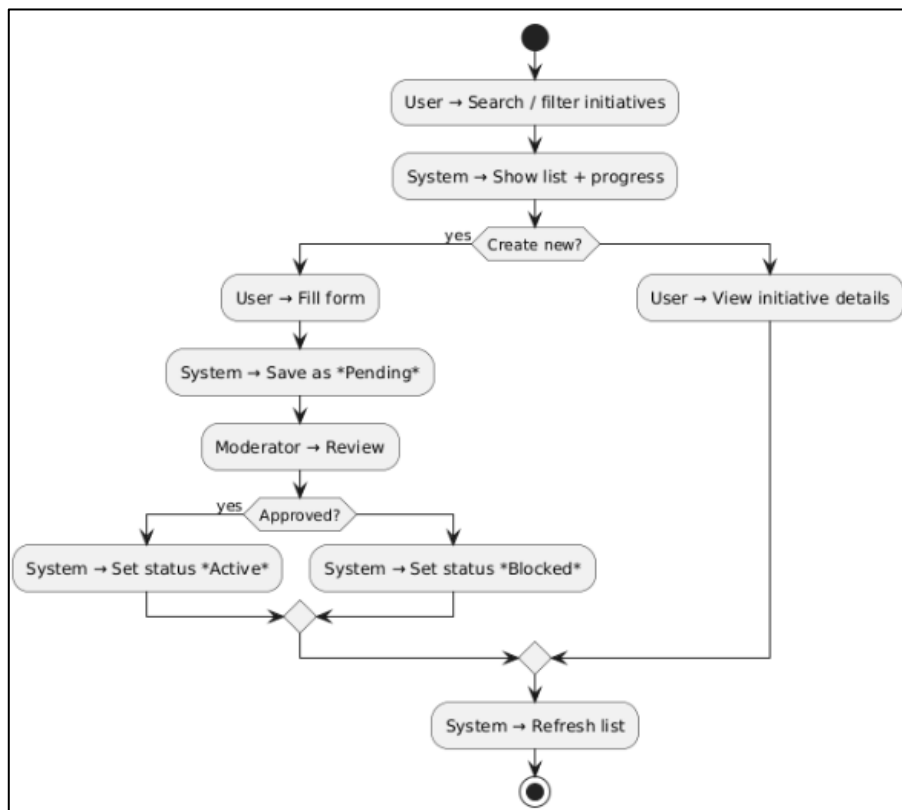 User → Search / filter initiatives
System → Show list + progress
yes
Create new?
User → Fill form
User → View initiative details
System → Save as *Pending*
Moderator → Review
yes
Approved?
System → Set status *Active*
System → Set status *Blocked*
System → Refresh list